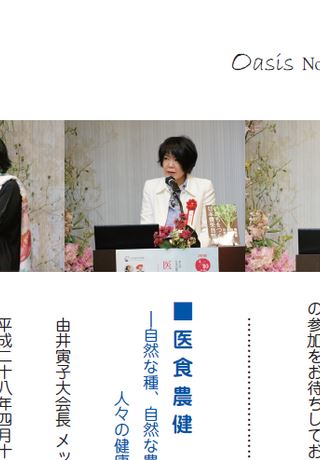 Oasis No
の参加をお待ちしてお
■医食農健
―自然な種、自然な農
人々の健康
由井寅子大会長 メッ
平成二十八年四月十